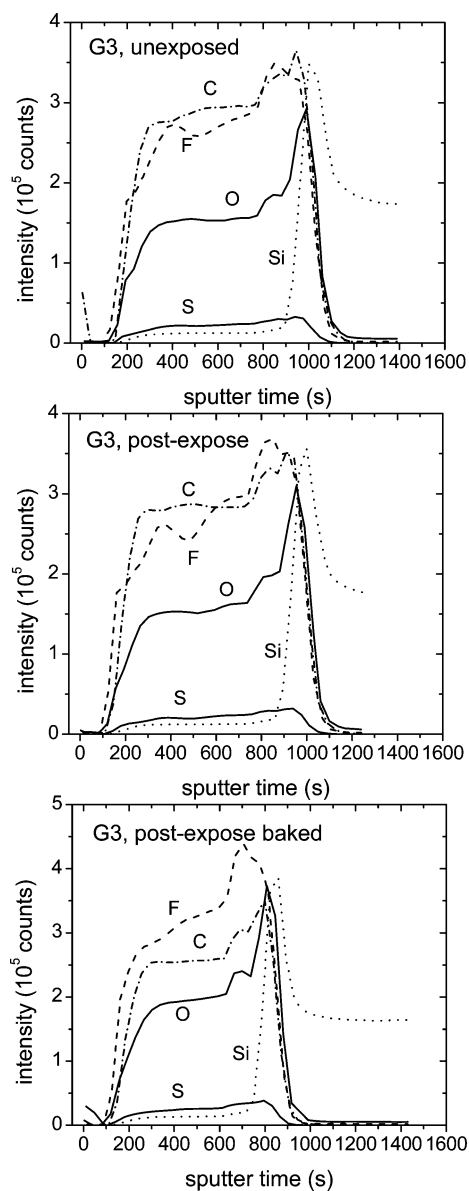 G3, unexposed
4
3
2
1
0
intensity (10⁵ counts)
C
F
O
Si
S
0 200 400 600 800 1000 1200 1400 1600
sputter time (s)
G3, post-expose
4
3
2
1
0
intensity (10⁵ counts)
C
F
O
Si
S
0 200 400 600 800 1000 1200 1400 1600
sputter time (s)
G3, post-expose baked
5
4
3
2
1
0
intensity (10⁵ counts)
F
C
O
Si
S
0 200 400 600 800 1000 1200 1400 1600
sputter time (s)